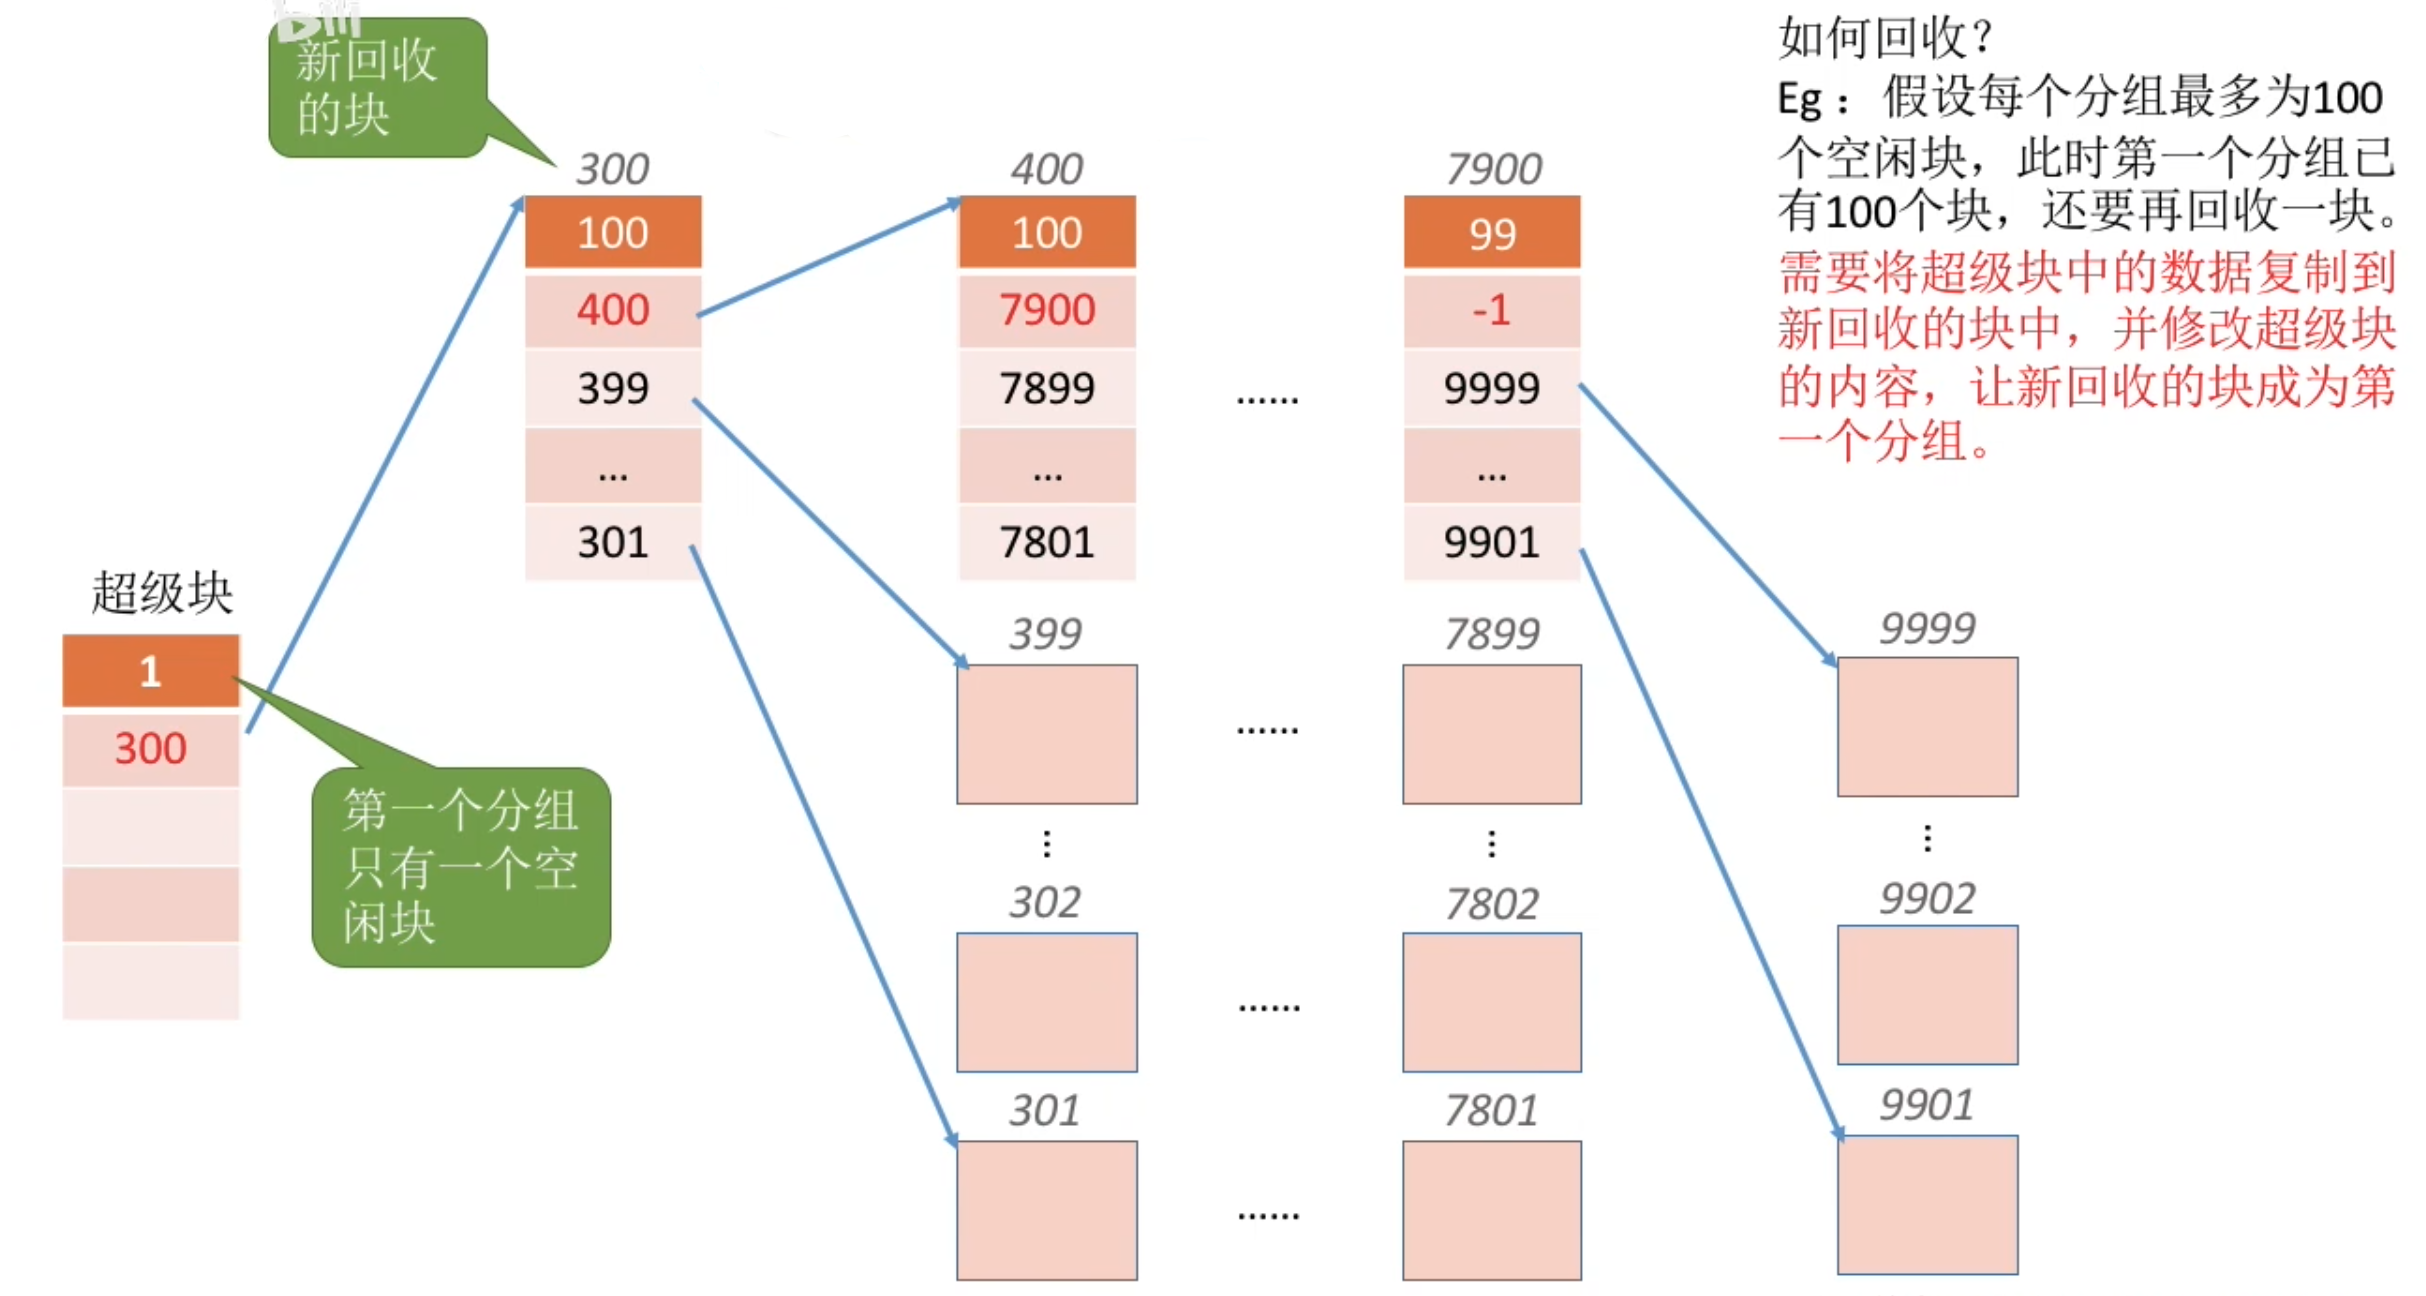 bilibili
新回收
的块
300
100
400
399
...
301
400
100
7900
7899
...
7801
......
7900
99
-1
9999
...
9901
如何回收？
Eg： 假设每个分组最多为100
个空闲块，此时第一个分组已
有100个块，还要再回收一块。
需要将超级块中的数据复制到
新回收的块中，并修改超级块
的内容，让新回收的块成为第
一个分组。
超级块
1
300
第一个分组
只有一个空
闲块
399
......
7899
9999
...
...
...
302
......
7802
9902
301
......
7801
9901